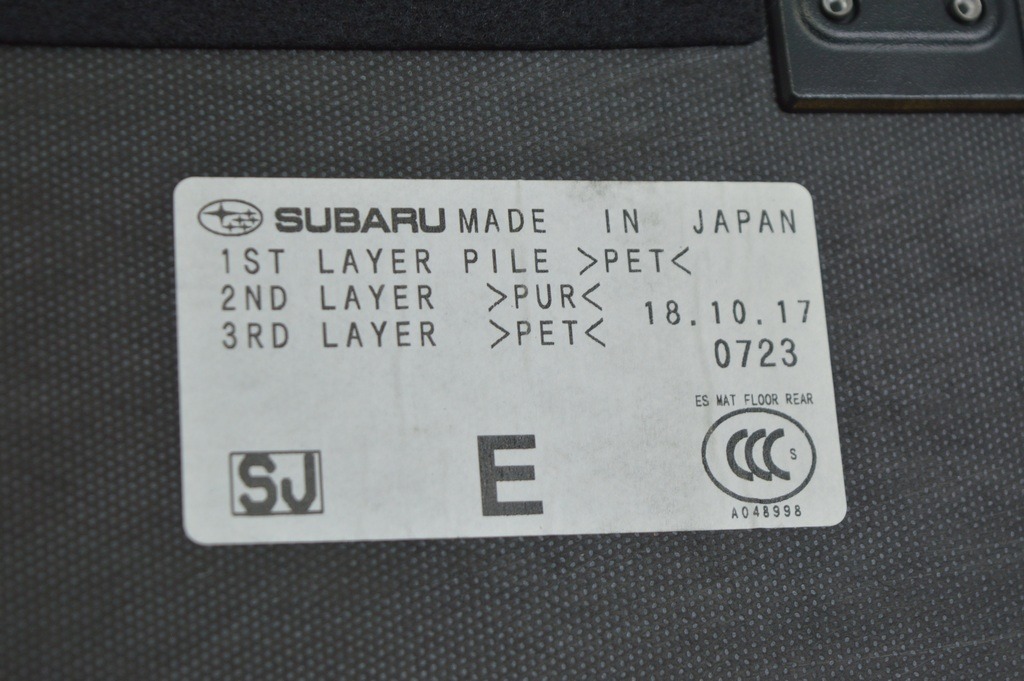 SUBARU MADE IN JAPAN
1ST LAYER PILE >PET<
2ND LAYER >PUR<
3RD LAYER >PET<
18.10.17
0723
ES MAT FLOOR REAR
CCC S
A048998
SJ
E